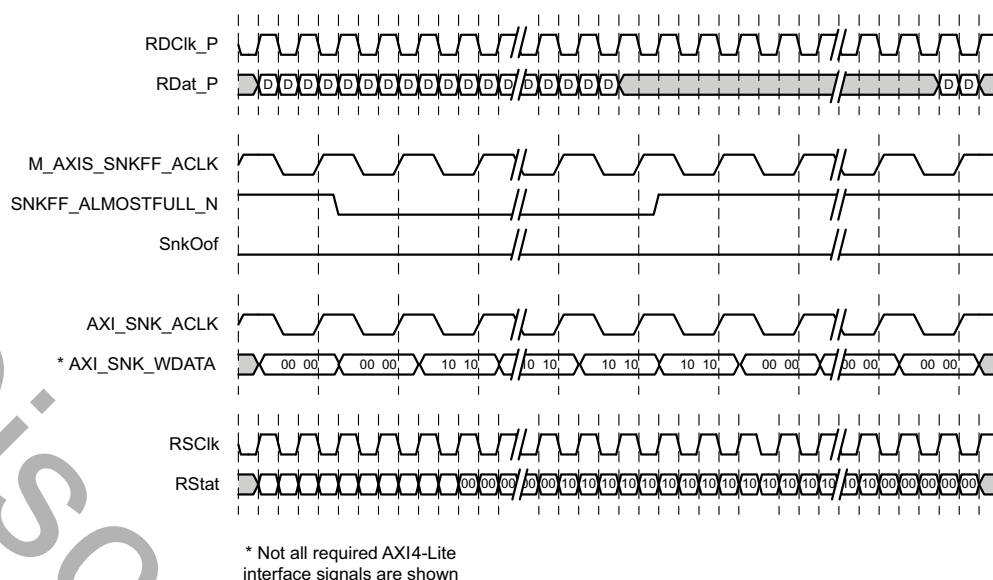 RDClk_P
RDat_P D D D D D D D D D D D D D D D D D D D D
M_AXIS_SNKFF_ACLK
SNKFF_ALMOSTFULL_N
SnkOof
AXI_SNK_ACLK
* AXI_SNK_WDATA 00 00 00 00 10 10 10 10 10 10 10 10 00 00 00 00 00 00
RSClk
RStat 00 00 00 00 00 10 10 10 10 10 10 10 10 10 10 10 10 10 10 10 10 00 00 00 00 00
* Not all required AXI4-Lite
interface signals are shown